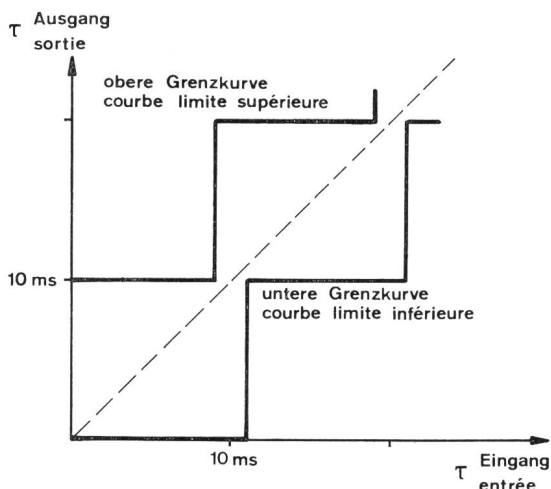 τ Ausgang
sortie
obere Grenzkurve
courbe limite supérieure
10 ms
untere Grenzkurve
courbe limite inférieure
10 ms
τ Eingang
entrée